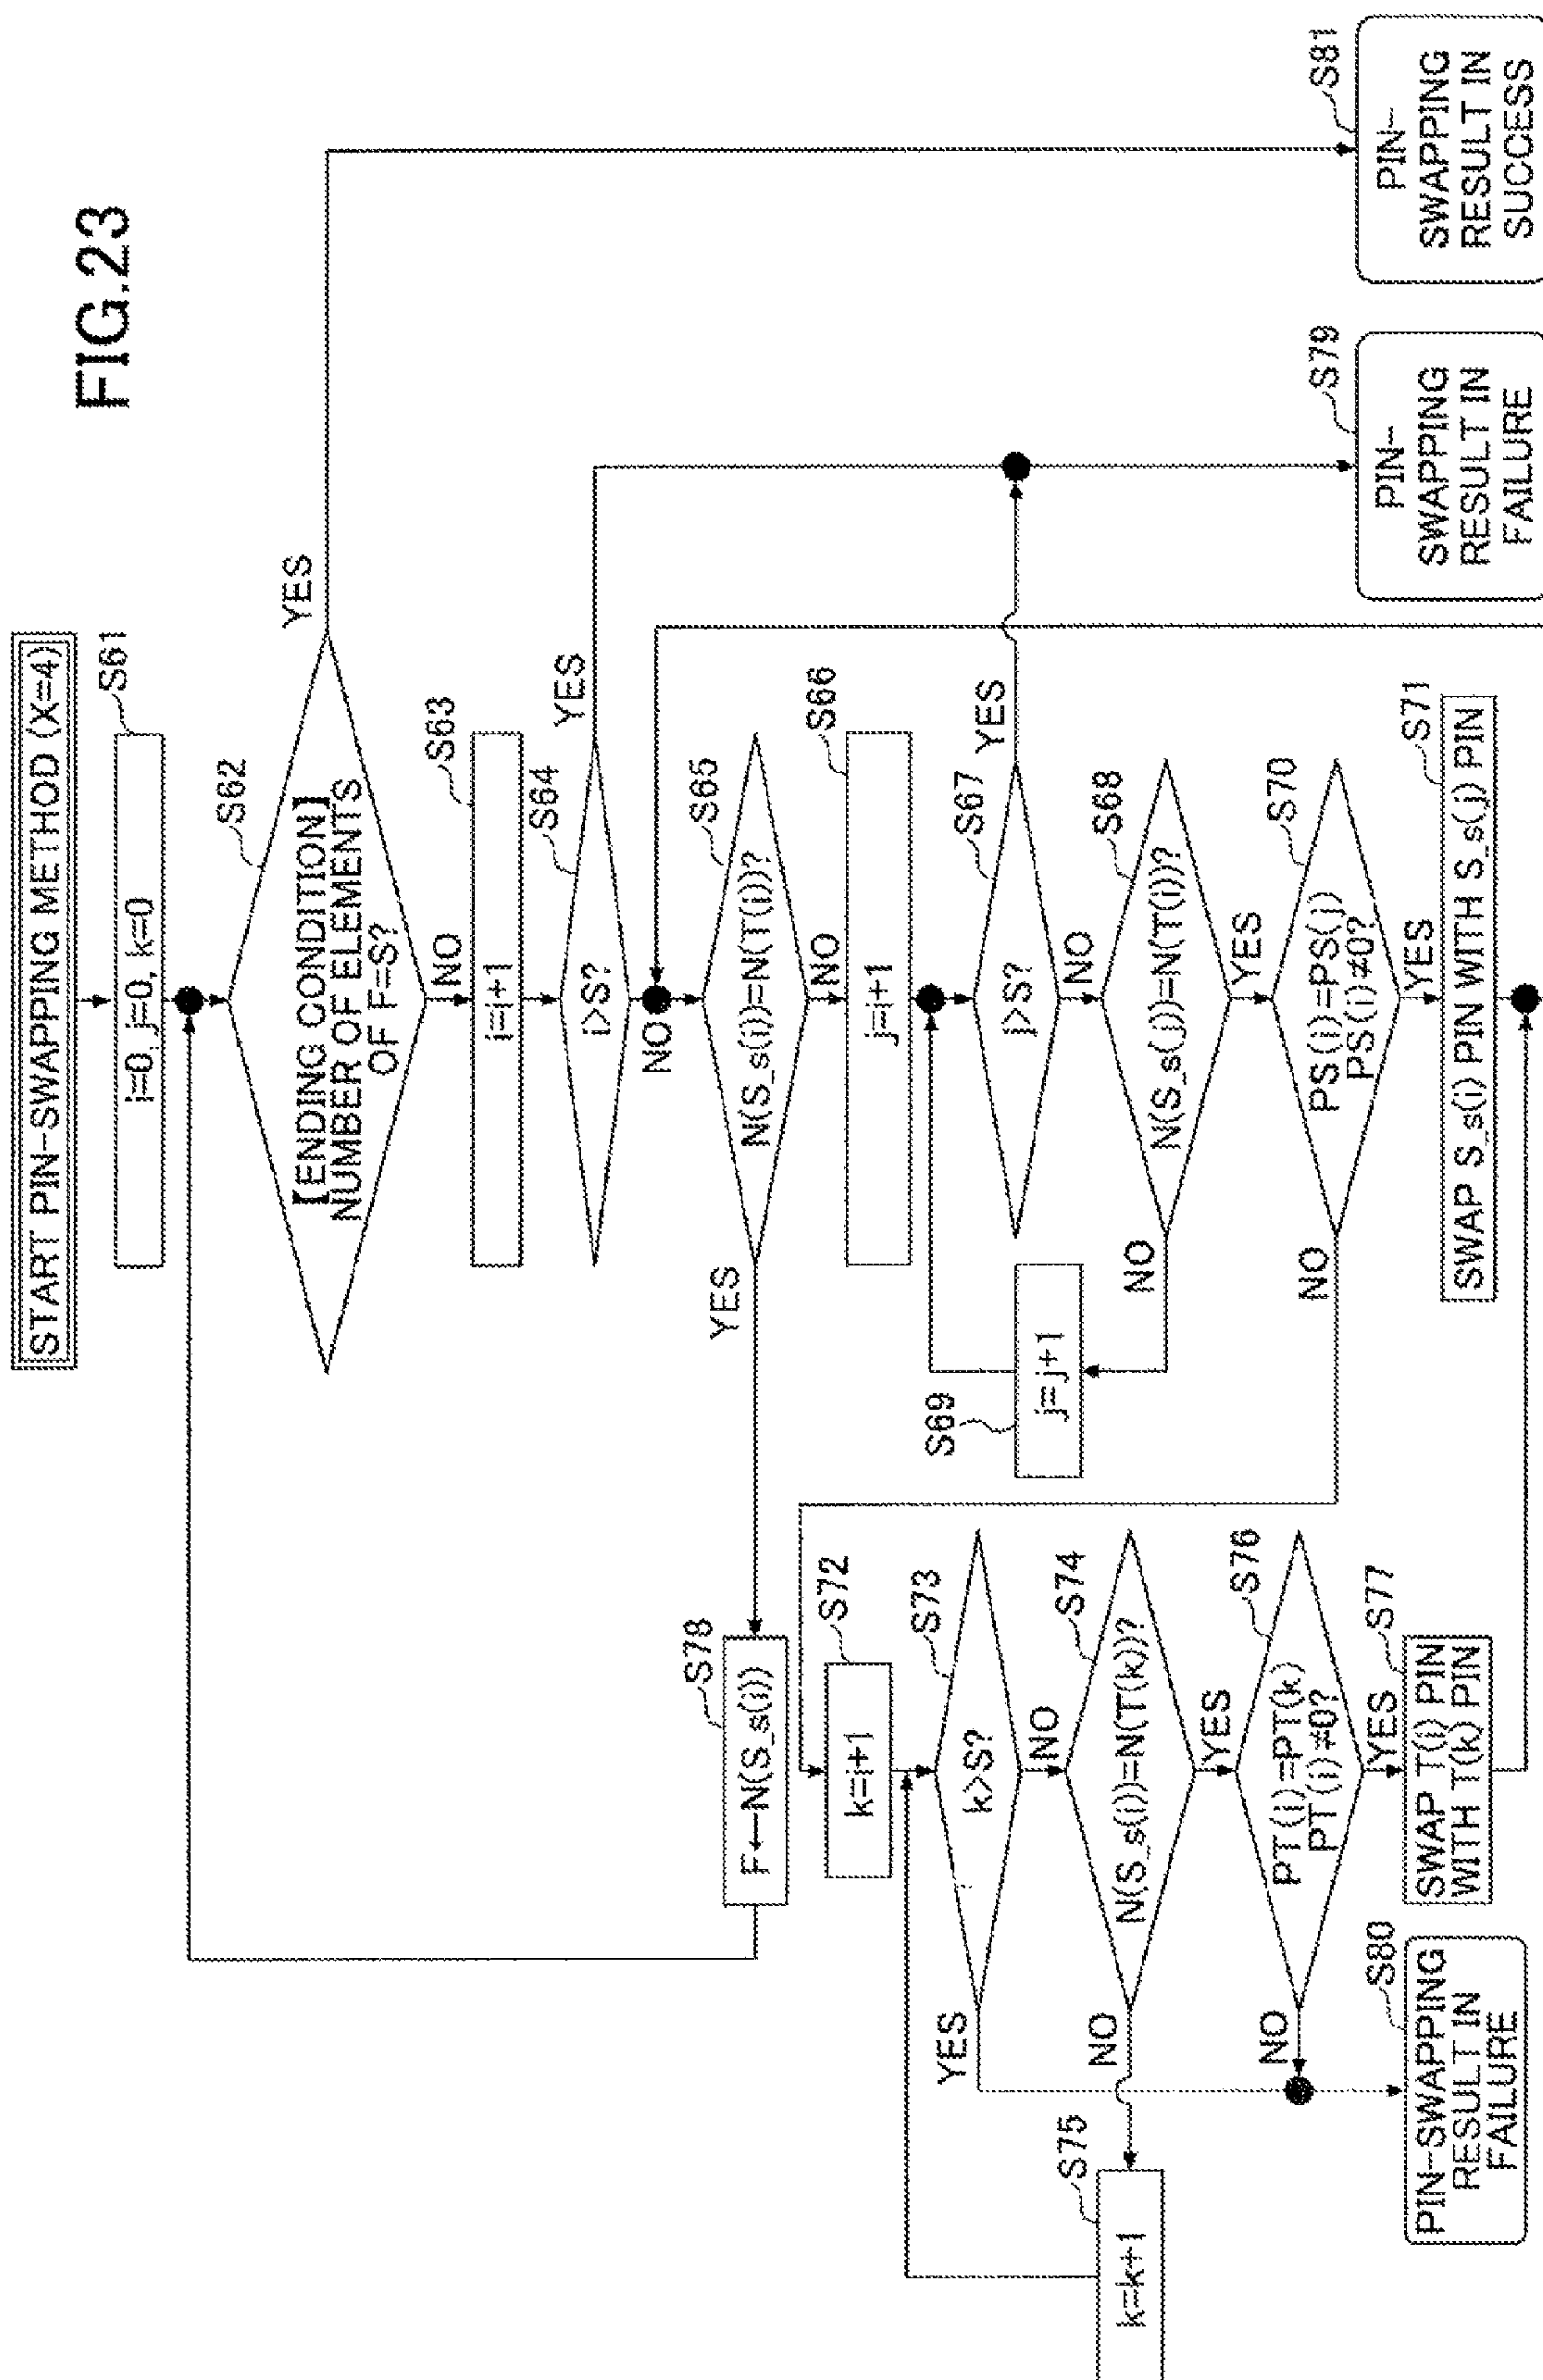 FIG.23
START PIN-SWAPPING METHOD (X=4)
S61
i=0, j=0, k=0
S62
【ENDING CONDITION】
NUMBER OF ELEMENTS
OF F=S?
YES
NO
S63
i=i+1
S64
i>S?
YES
NO
S65
N(S_s(i))=N(T(i))?
YES
NO
S66
j=i+1
S67
j>S?
YES
NO
S68
N(S_s(j))=N(T(i))?
NO
YES
S69
j=j+1
S70
PS(i)=PS(j)
PS(i)≠0?
NO
YES
S71
SWAP S_s(i) PIN WITH S_s(j) PIN
S78
F←N(S_s(i))
S72
k=i+1
S73
k>S?
YES
NO
S74
N(S_s(i))=N(T(k))?
NO
YES
S75
k=k+1
S76
PT(i)=PT(k)
PT(i)≠0?
NO
YES
S77
SWAP T(i) PIN
WITH T(k) PIN
S80
PIN-SWAPPING
RESULT IN
FAILURE
S79
PIN-
SWAPPING
RESULT IN
FAILURE
S81
PIN-
SWAPPING
RESULT IN
SUCCESS